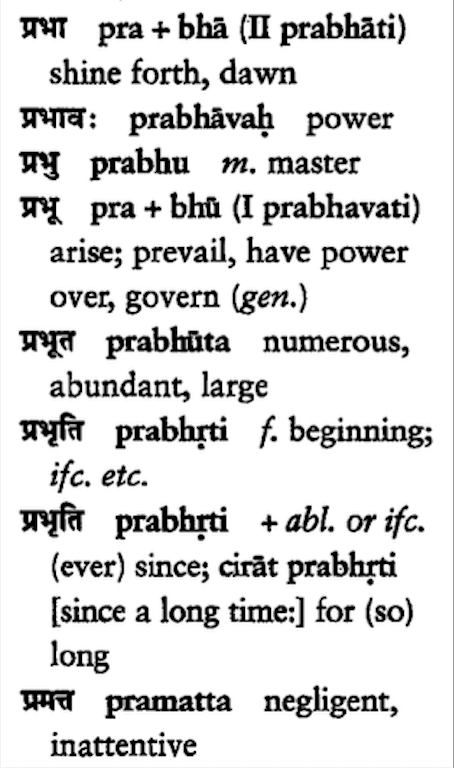 प्रभा pra + bhā (II prabhāti)
shine forth, dawn
प्रभावः prabhāvaḥ power
प्रभु prabhu m. master
प्रभू pra + bhū (I prabhavati)
arise; prevail, have power
over, govern (gen.)
प्रभूत prabhūta numerous,
abundant, large
प्रभृति prabhṛti f. beginning;
ifc. etc.
प्रभृति prabhṛti + abl. or ifc.
(ever) since; cirāt prabhṛti
[since a long time:] for (so)
long
प्रमत्त pramatta negligent,
inattentive